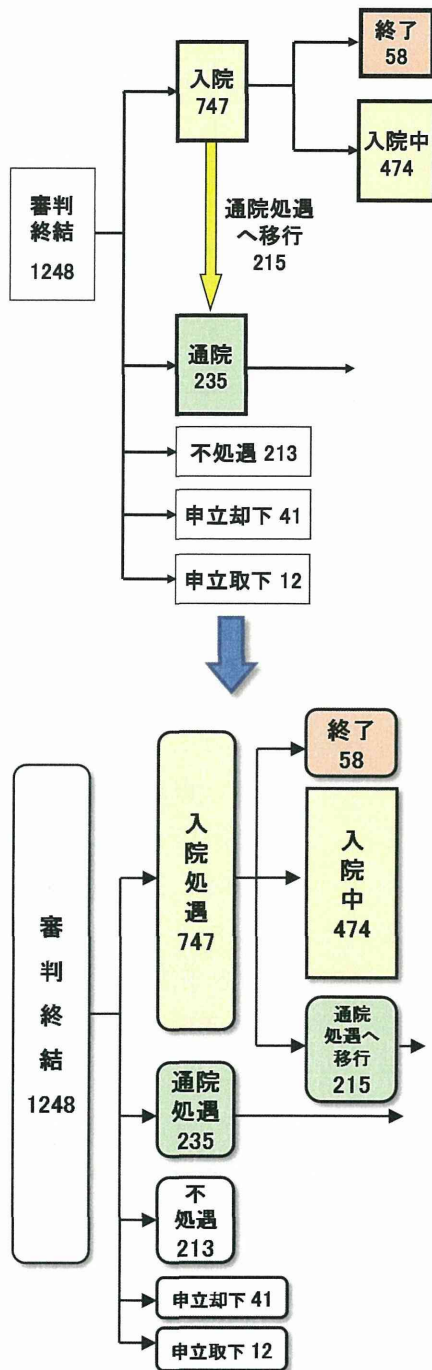 終了
58
入院
747
入院中
474
審判
終結
1248
通院処遇
へ移行
215
通院
235
不処遇 213
申立却下 41
申立取下 12
終了
58
入
院
処
遇
747
入
院
中
474
審
判
終
結
1248
通院
処遇へ
移行
215
通院
処遇
235
不
処遇
213
申立却下 41
申立取下 12